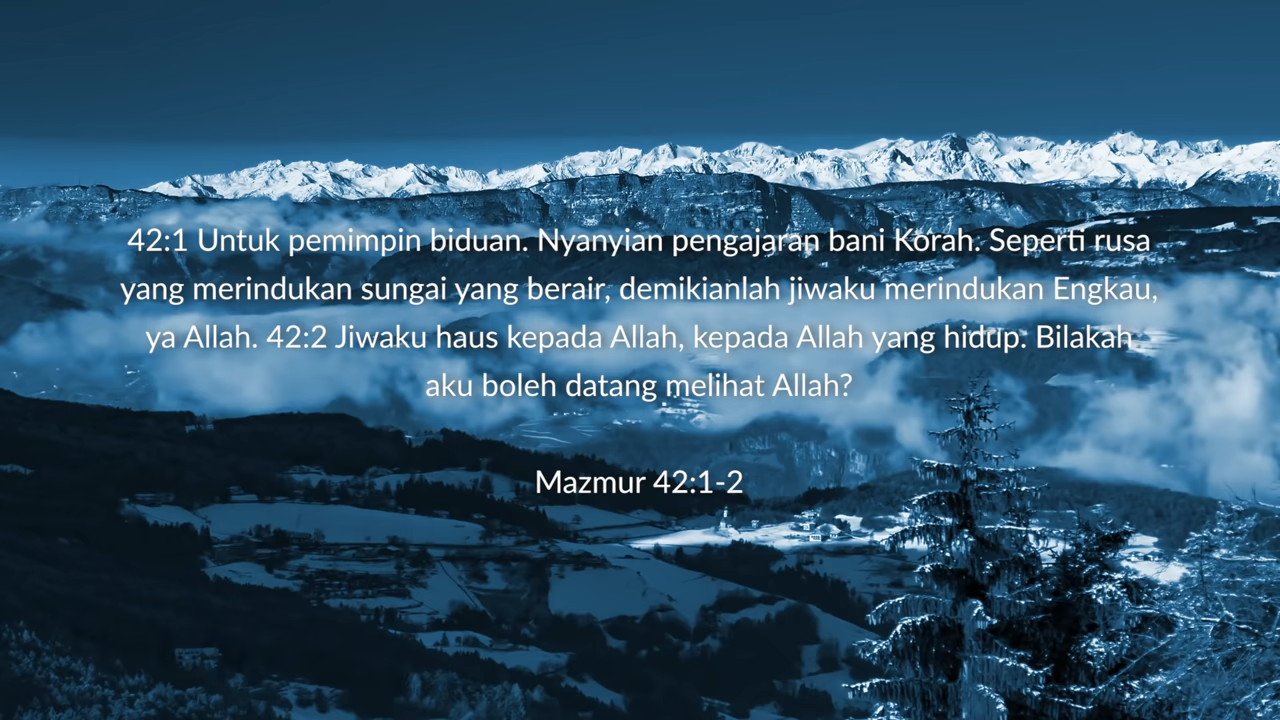 42:1 Untuk pemimpin biduan. Nyanyian pengajaran bani Korah. Seperti rusa
yang merindukan sungai yang berair, demikianlah jiwaku merindukan Engkau,
ya Allah. 42:2 Jiwaku haus kepada Allah, kepada Allah yang hidup. Bilakah
aku boleh datang melihat Allah?
Mazmur 42:1-2